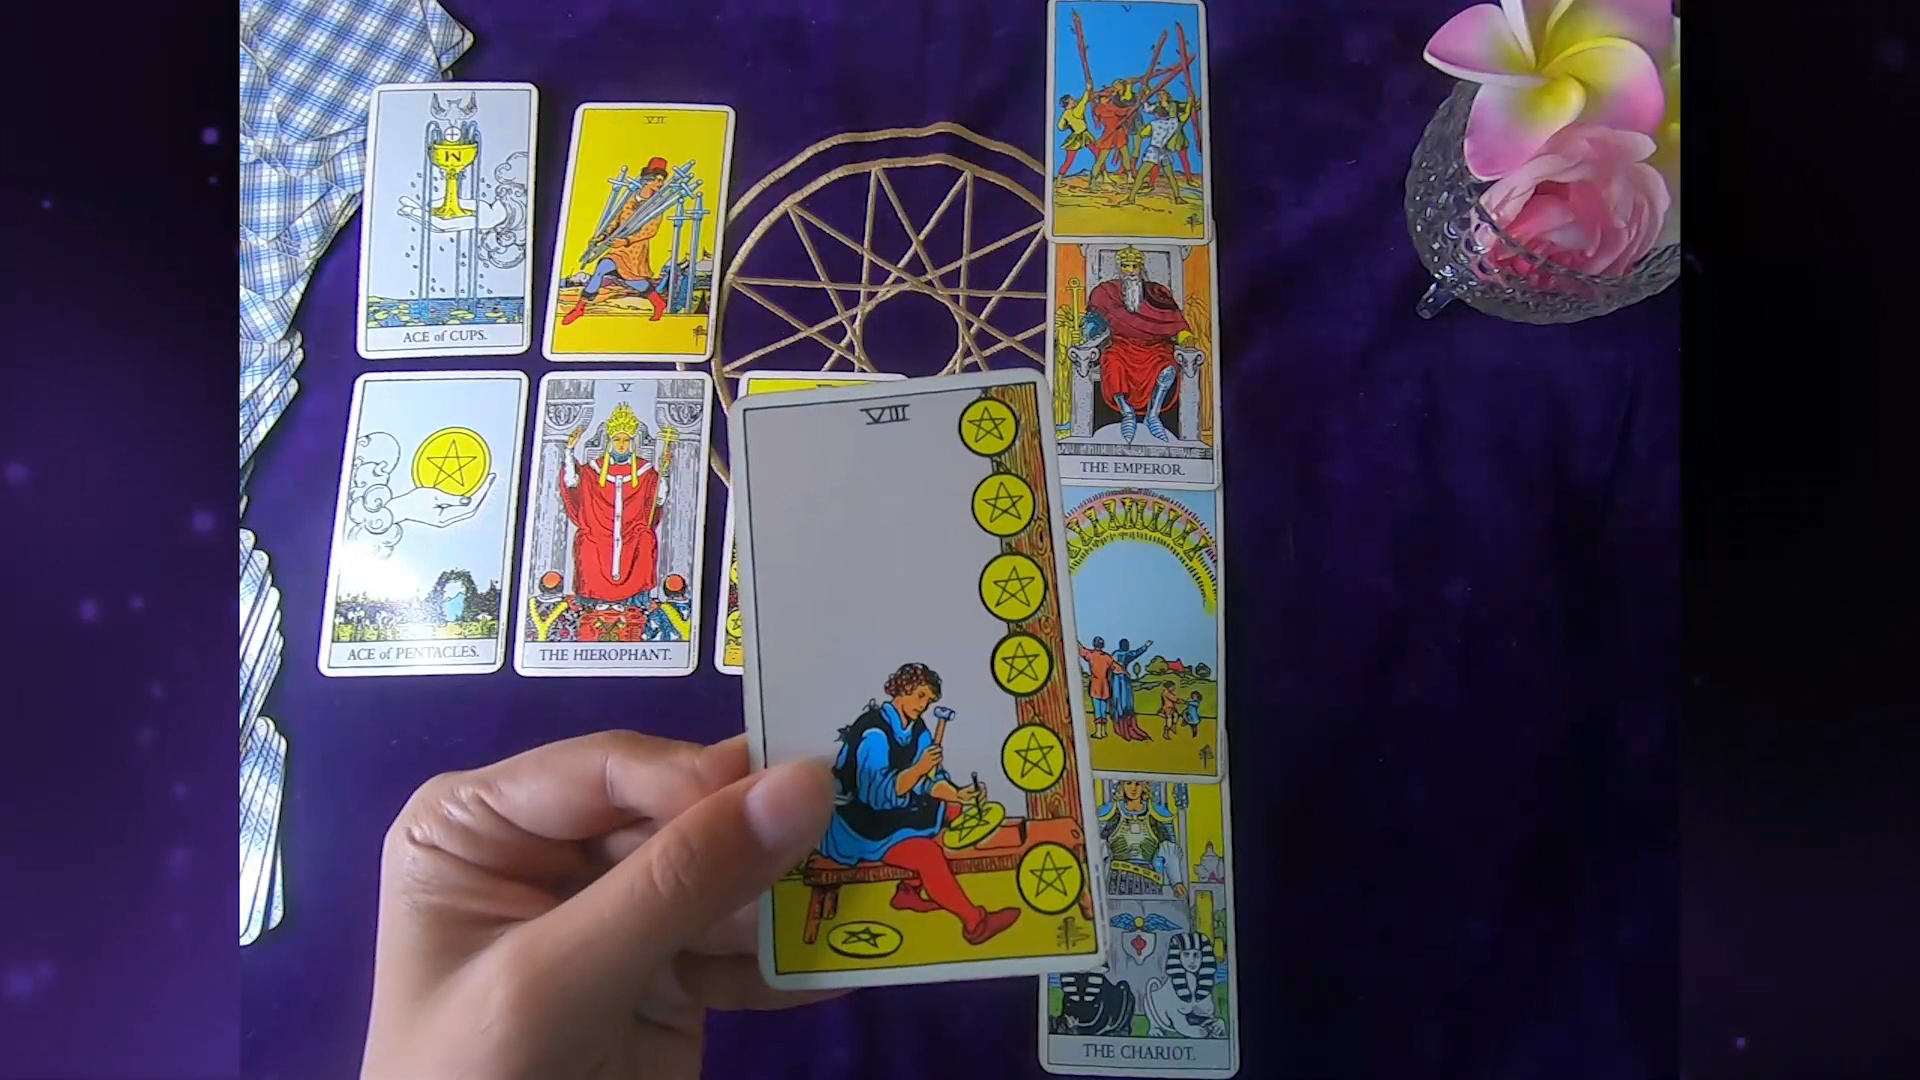 V
VII
ACE of CUPS.
THE EMPEROR.
V
VIII
ACE of PENTACLES.
THE HIEROPHANT.
THE CHARIOT.